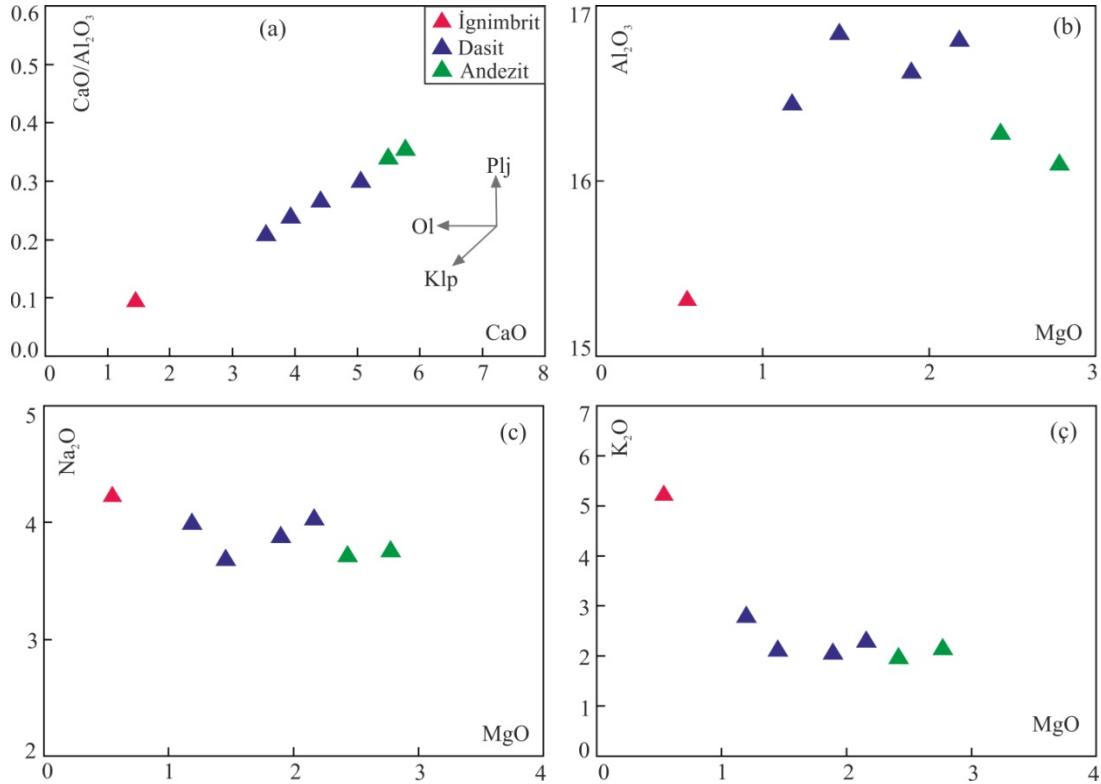 0.6
0.5
0.4
0.3
0.2
0.1
0.0
CaO/Al₂O₃
(a)
İgnimbrit
Dasit
Andezit
Plj
Ol
Klp
CaO
1 2 3 4 5 6 7 8
17
16
15
Al₂O₃
(b)
MgO
0 1 2 3
5
4
3
2
Na₂O
(c)
MgO
1 2 3 4
7
6
5
4
3
2
1
0
K₂O
(ç)
MgO
0 1 2 3 4